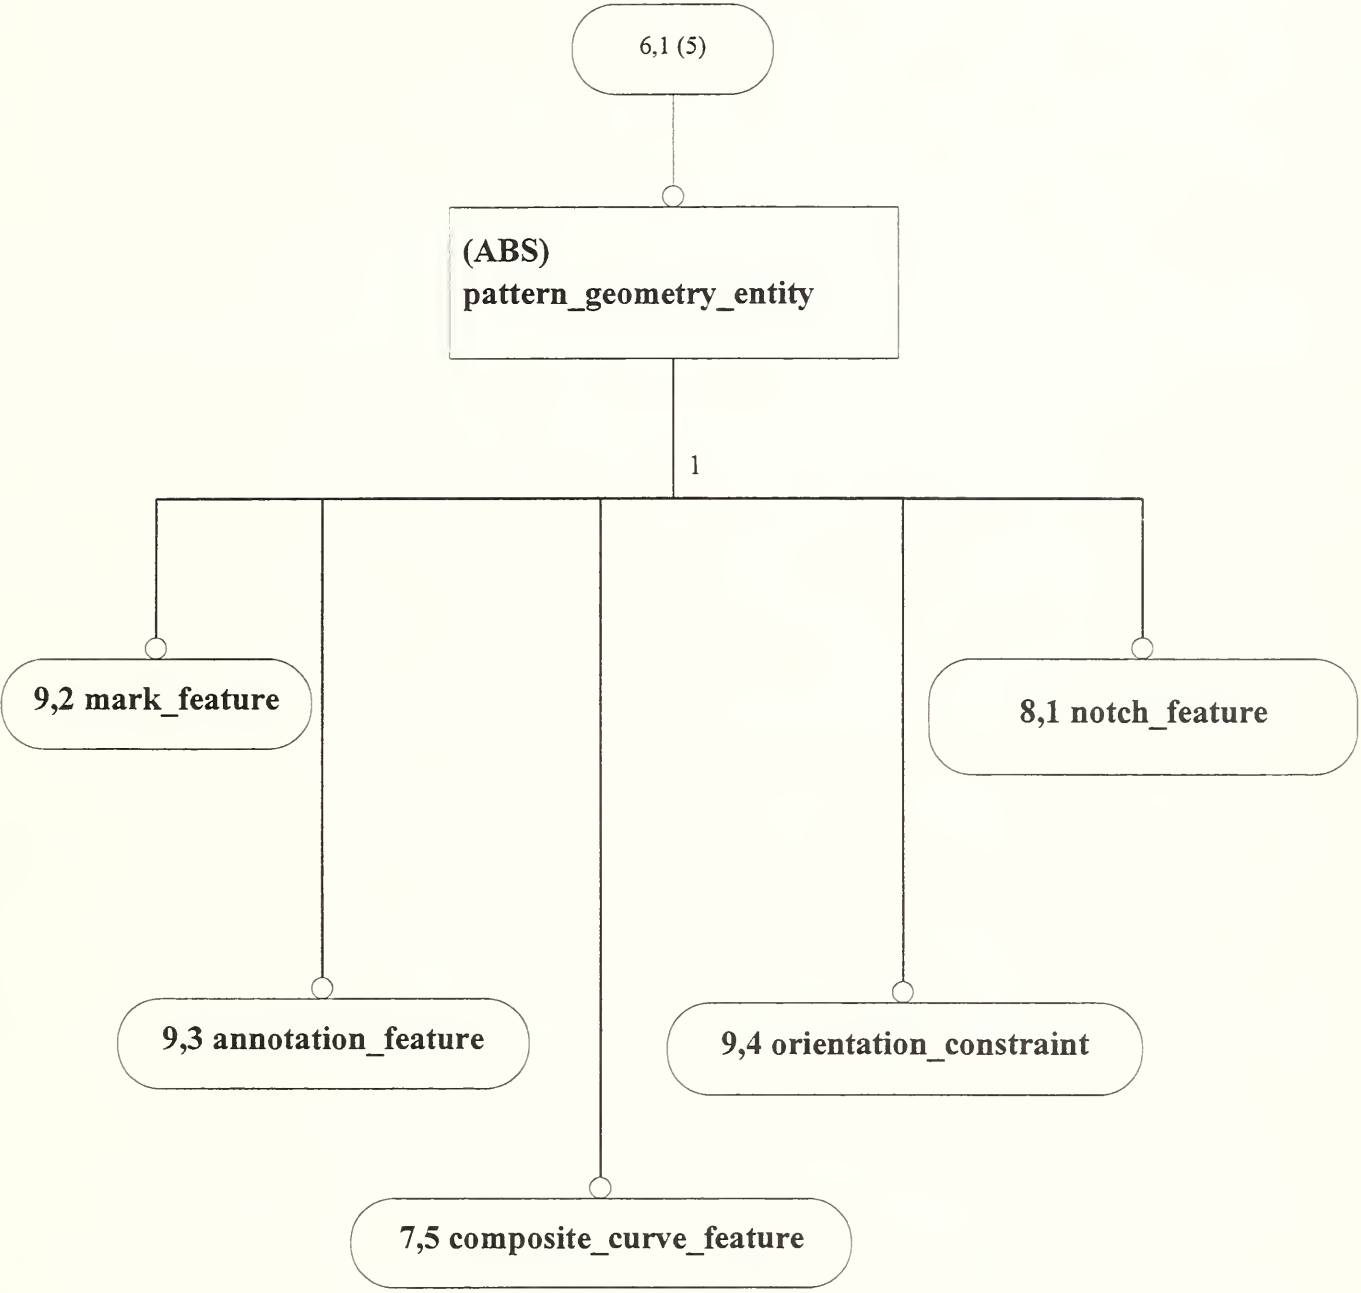 6,1 (5)
(ABS)
pattern_geometry_entity
1
9,2 mark_feature
8,1 notch_feature
9,3 annotation_feature
9,4 orientation_constraint
7,5 composite_curve_feature